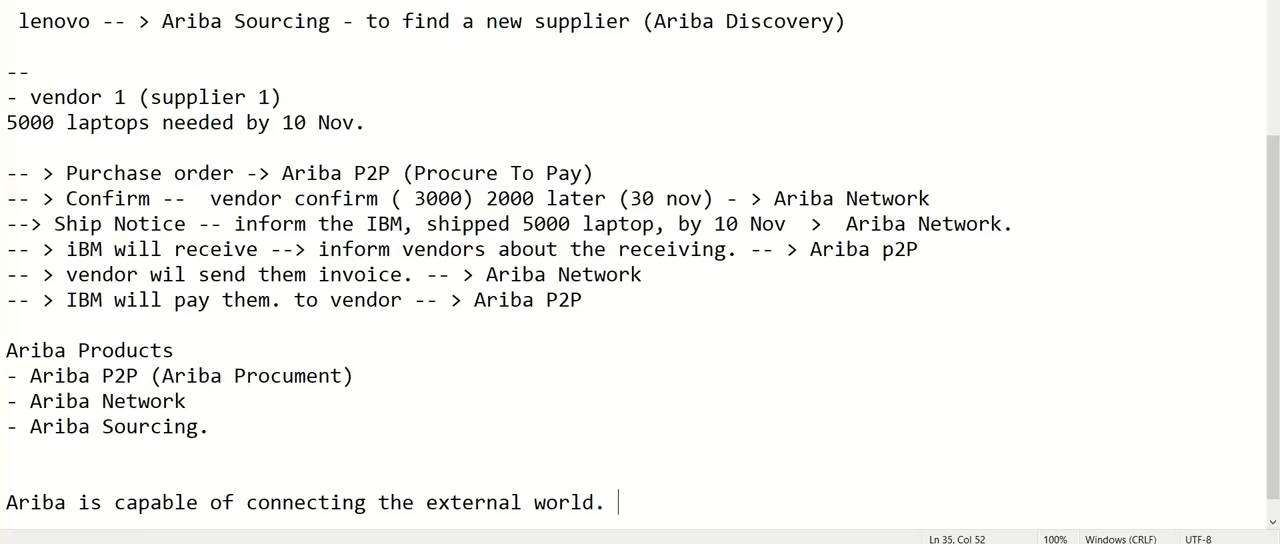 lenovo -- > Ariba Sourcing - to find a new supplier (Ariba Discovery)
--
- vendor 1 (supplier 1)
5000 laptops needed by 10 Nov.
-- > Purchase order -> Ariba P2P (Procure To Pay)
-- > Confirm --  vendor confirm ( 3000) 2000 later (30 nov) - > Ariba Network
--> Ship Notice -- inform the IBM, shipped 5000 laptop, by 10 Nov  >  Ariba Network.
-- > iBM will receive --> inform vendors about the receiving. -- > Ariba p2P
-- > vendor wil send them invoice. -- > Ariba Network
-- > IBM will pay them. to vendor -- > Ariba P2P
Ariba Products
- Ariba P2P (Ariba Procument)
- Ariba Network
- Ariba Sourcing.
Ariba is capable of connecting the external world.
Ln 35, Col 52 100% Windows (CRLF) UTF-8